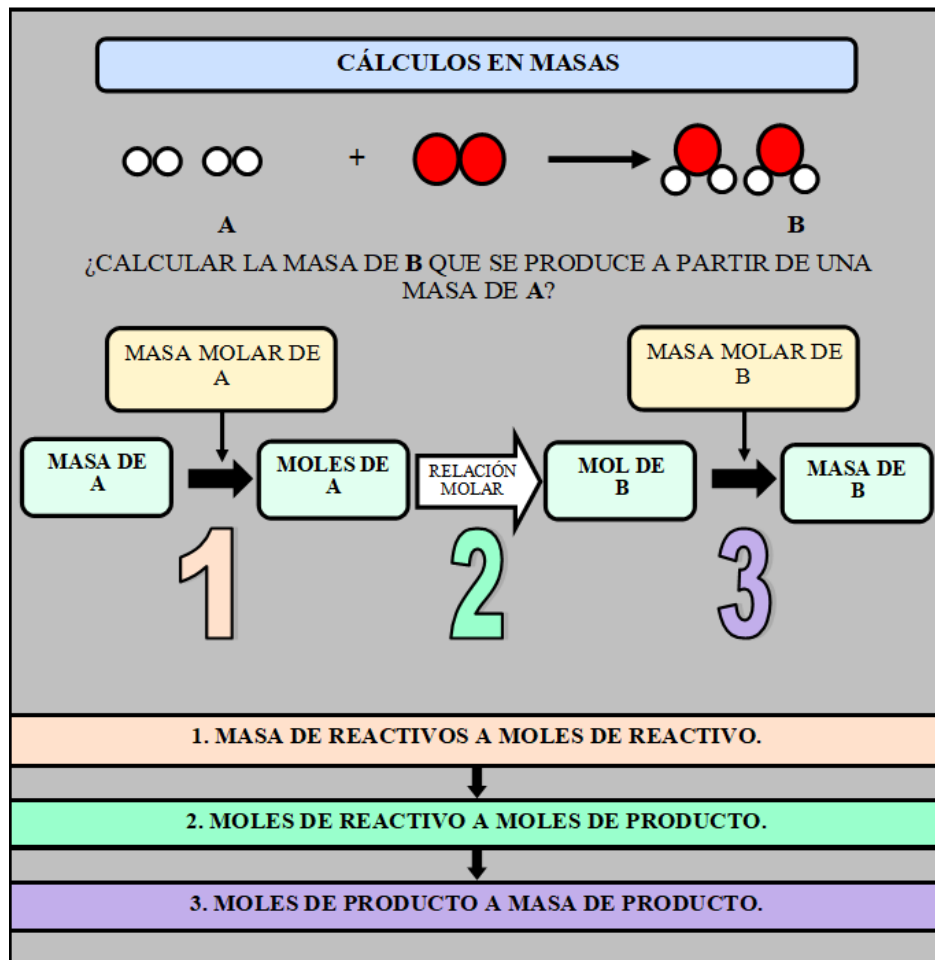 CÁLCULOS EN MASAS
+
A
B
¿CALCULAR LA MASA DE B QUE SE PRODUCE A PARTIR DE UNA
MASA DE A?
MASA MOLAR DE
A
MASA MOLAR DE
B
MASA DE
A
MOLES DE
A
RELACIÓN
MOLAR
MOL DE
B
MASA DE
B
1
2
3
1. MASA DE REACTIVOS A MOLES DE REACTIVO.
2. MOLES DE REACTIVO A MOLES DE PRODUCTO.
3. MOLES DE PRODUCTO A MASA DE PRODUCTO.